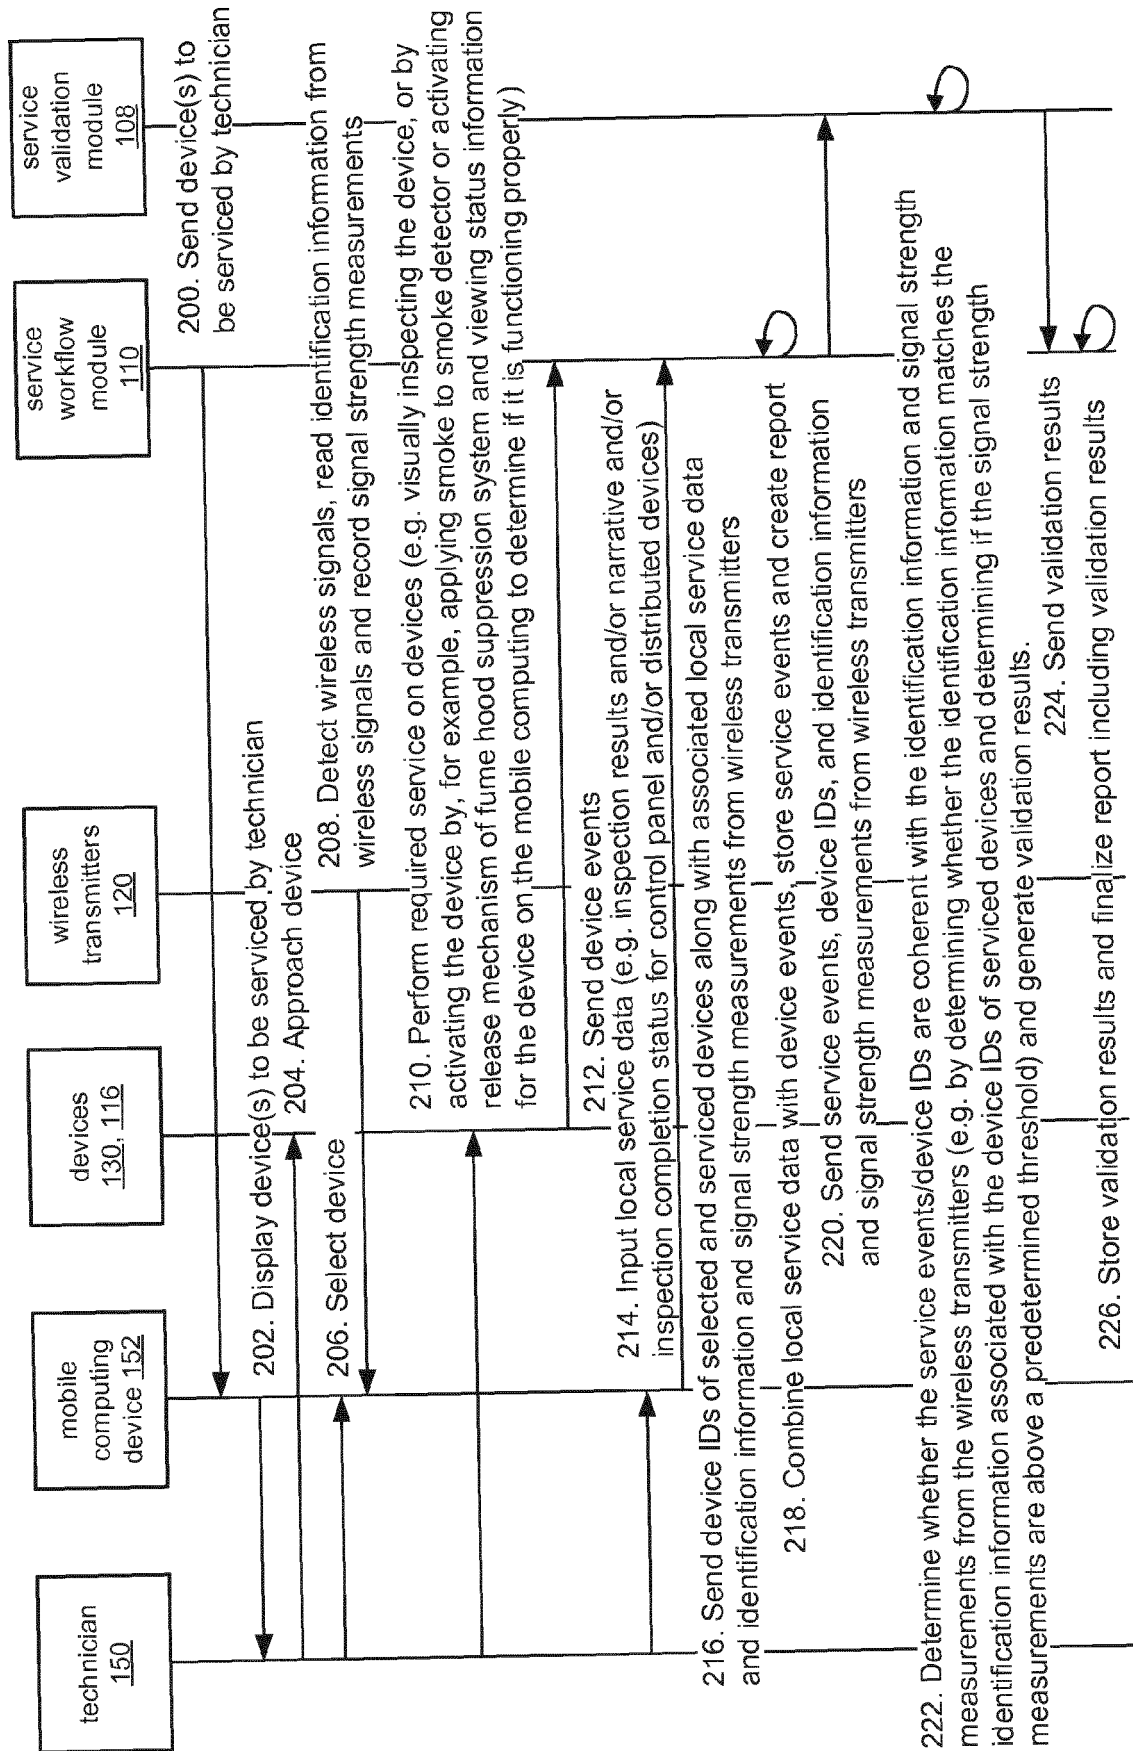 technician
150
mobile
computing
device 152
devices
130, 116
wireless
transmitters
120
service
workflow
module
110
service
validation
module
108
200. Send device(s) to
be serviced by technician
202. Display devices(s) to be serviced by technician
204. Approach device
206. Select device
208. Detect wireless signals, read identification information from
wireless signals and record signal strength measurements
210. Perform required service on devices (e.g. visually inspecting the device, or by
activating the device by, for example, applying smoke to smoke detector or activating
release mechanism of fume hood suppression system and viewing status information
for the device on the mobile computing to determine if it is functioning properly)
212. Send device events
214. Input local service data (e.g. inspection results and/or narrative and/or
inspection completion status for control panel and/or distributed devices)
216. Send device IDs of selected and serviced devices along with associated local service data
and identification information and signal strength measurements from wireless transmitters
218. Combine local service data with device events, store service events and create report
220. Send service events, device IDs, and identification information
and signal strength measurements from wireless transmitters
222. Determine whether the service events/device IDs are coherent with the identification information and signal strength
measurements from the wireless transmitters (e.g. by determining whether the identification information matches the
identification information associated with the device IDs of serviced devices and determining if the signal strength
measurements are above a predetermined threshold) and generate validation results.
224. Send validation results
226. Store validation results and finalize report including validation results